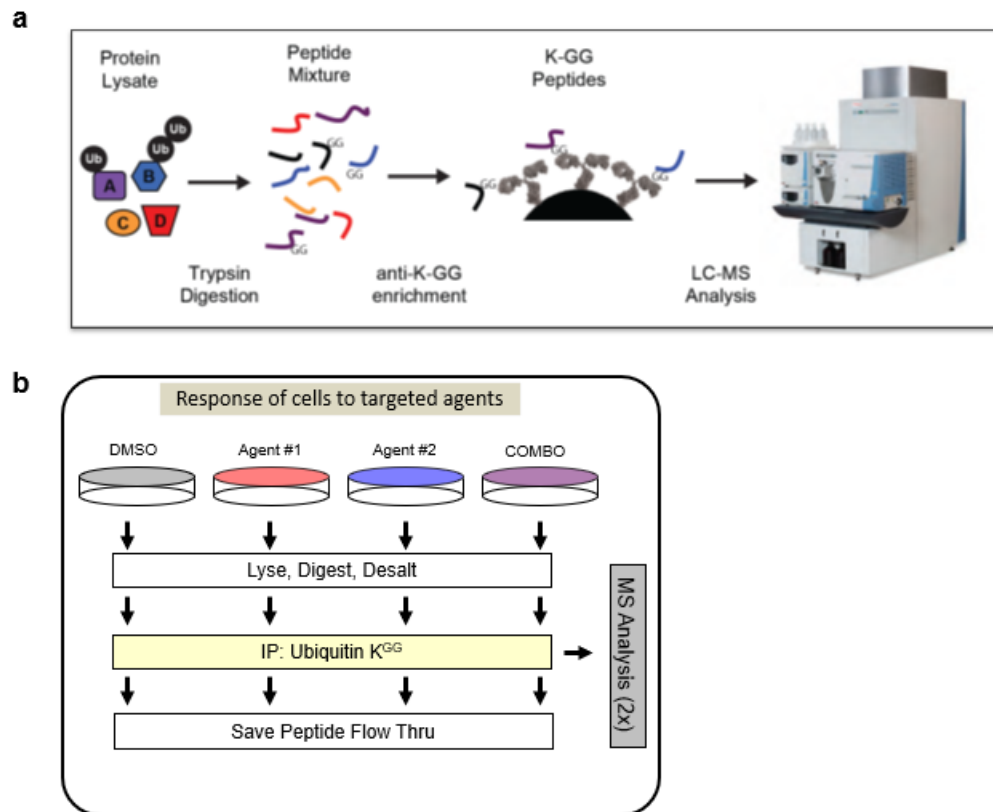 a
Protein
Lysate
Peptide
Mixture
K-GG
Peptides
Ub
Ub
Ub
A
B
C
D
GG
GG
GG
GG
GG
GG
Trypsin
Digestion
anti-K-GG
enrichment
LC-MS
Analysis
b
Response of cells to targeted agents
DMSO
Agent #1
Agent #2
COMBO
Lyse, Digest, Desalt
IP: Ubiquitin KGG
Save Peptide Flow Thru
MS Analysis (2x)